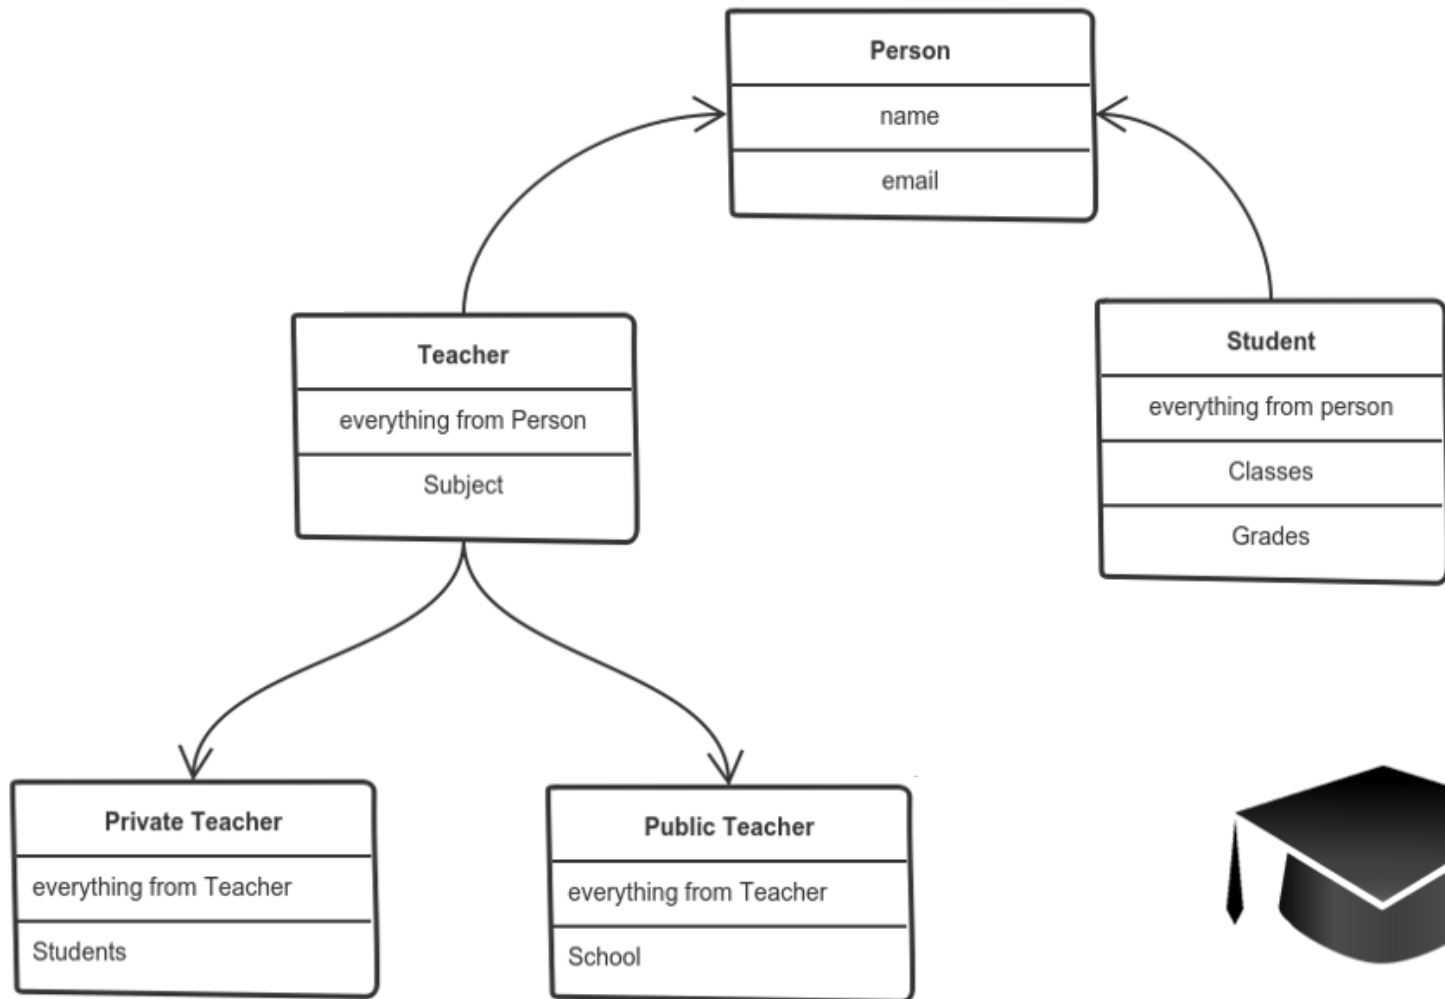 Person
name
email
Teacher
everything from Person
Subject
Student
everything from person
Classes
Grades
Private Teacher
everything from Teacher
Students
Public Teacher
everything from Teacher
School